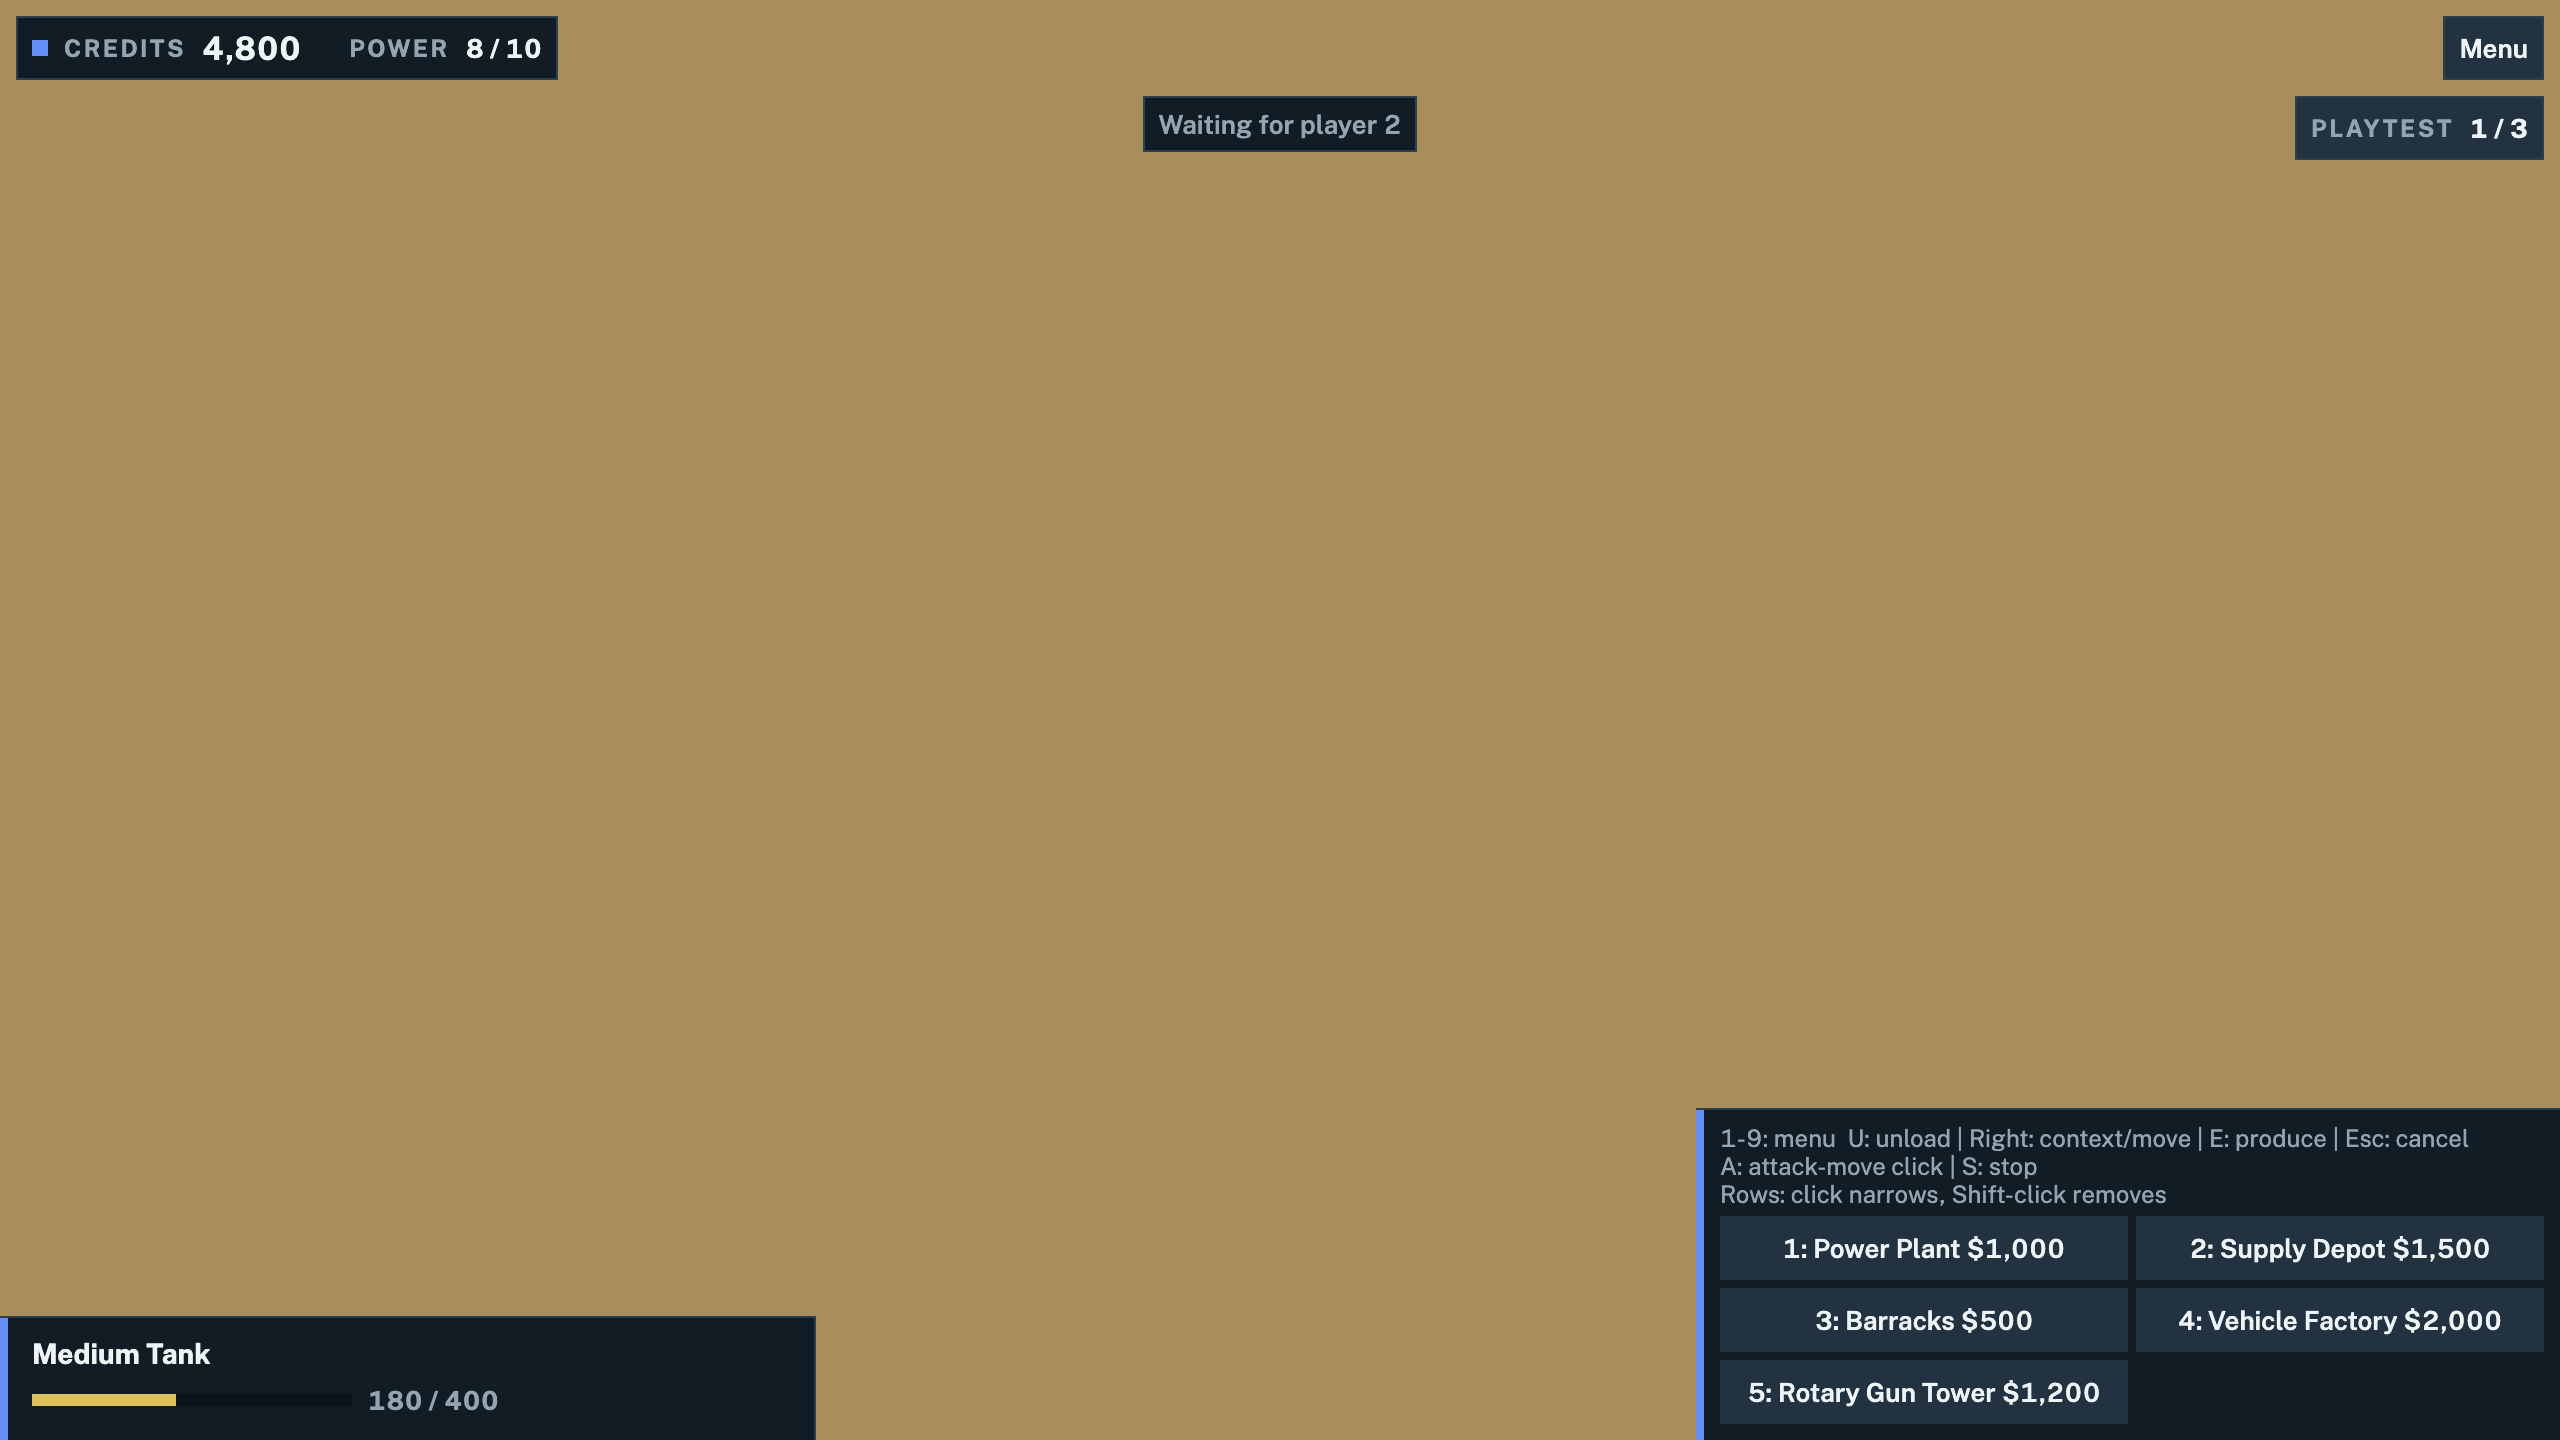 CREDITS 4,800 POWER 8 / 10
Menu
Waiting for player 2
PLAYTEST 1 / 3
1-9: menu U: unload | Right: context/move | E: produce | Esc: cancel
A: attack-move click | S: stop
Rows: click narrows, Shift-click removes
1: Power Plant $1,000
2: Supply Depot $1,500
3: Barracks $500
4: Vehicle Factory $2,000
5: Rotary Gun Tower $1,200
Medium Tank
180 / 400